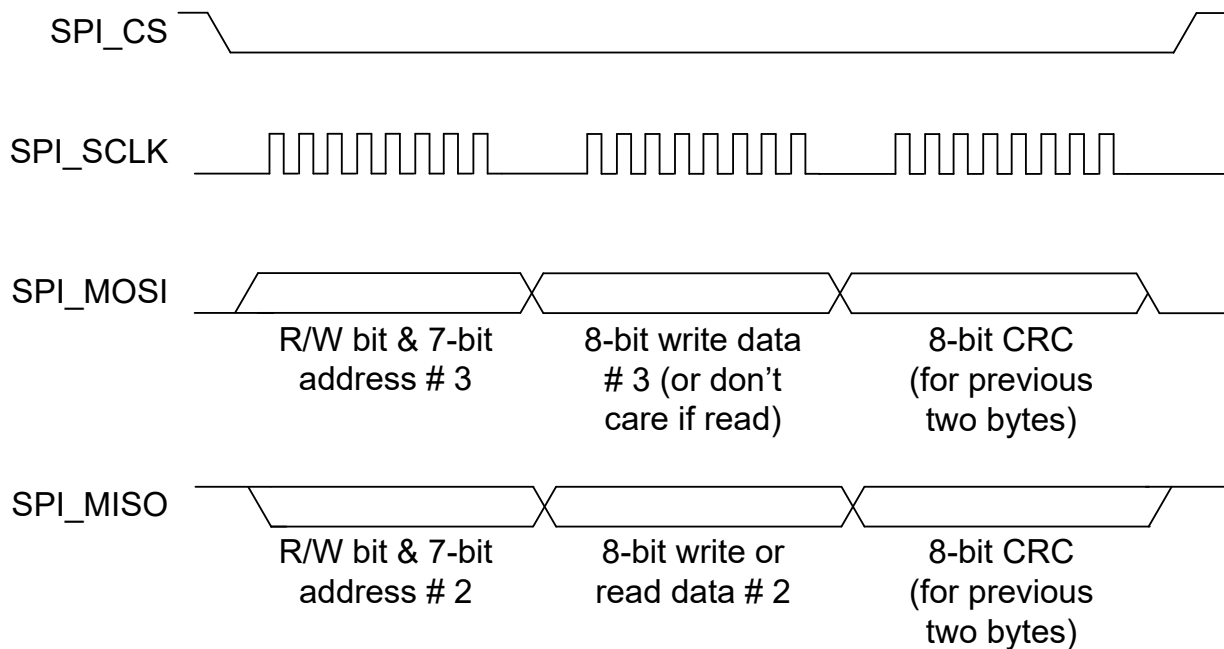 SPI_CS
SPI_SCLK
SPI_MOSI
R/W bit & 7-bit
address # 3
8-bit write data
# 3 (or don’t
care if read)
8-bit CRC
(for previous
two bytes)
SPI_MISO
R/W bit & 7-bit
address # 2
8-bit write or
read data # 2
8-bit CRC
(for previous
two bytes)